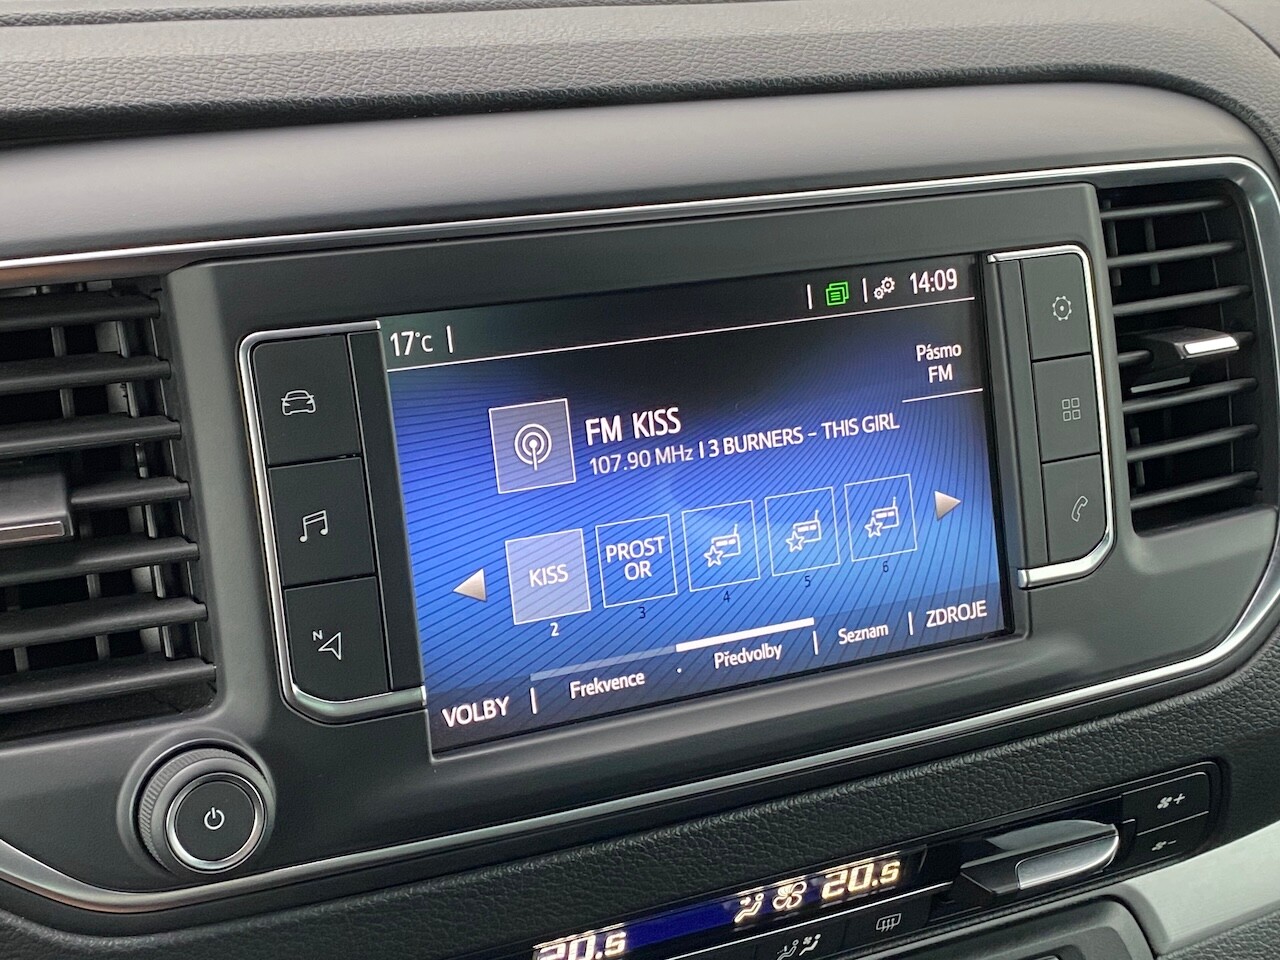 17°C
14:09
Pásmo
FM
FM KISS
107.90 MHz | 3 BURNERS - THIS GIRL
KISS
PROST
OR
2
3
4
5
6
VOLBY
Frekvence
Předvolby
Seznam
ZDROJE
N
20.5
20.5